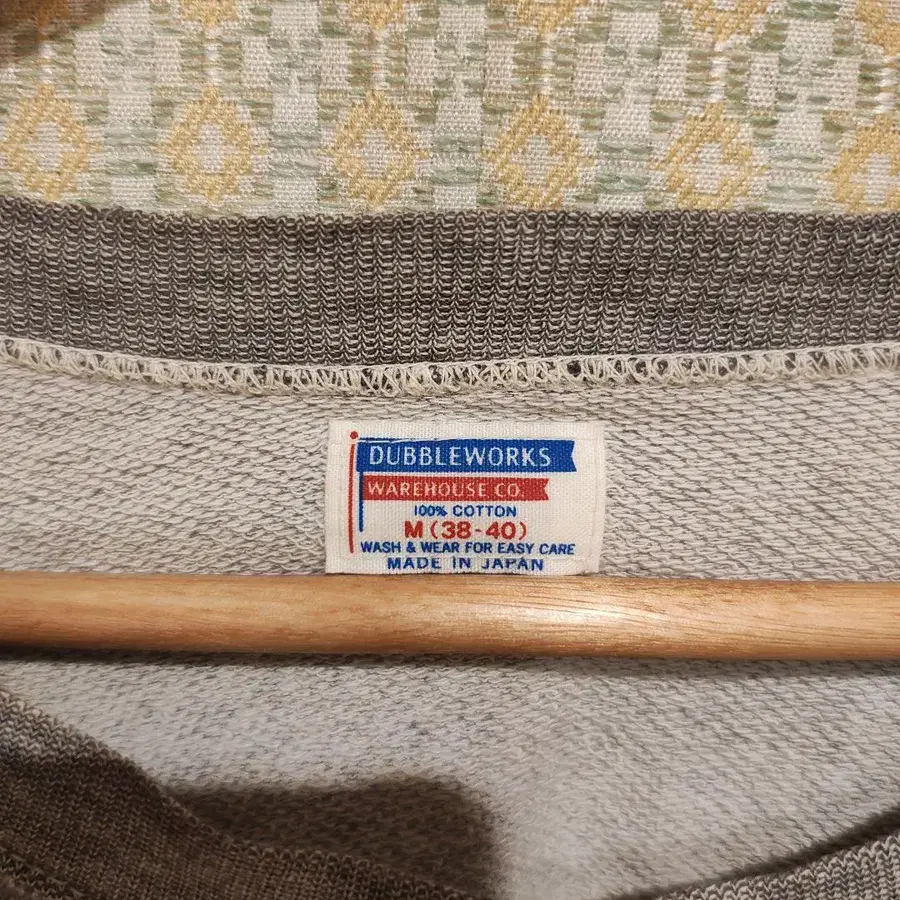 DUBBLEWORKS
WAREHOUSE CO.
100% COTTON
M (38-40)
WASH & WEAR FOR EASY CARE
MADE IN JAPAN